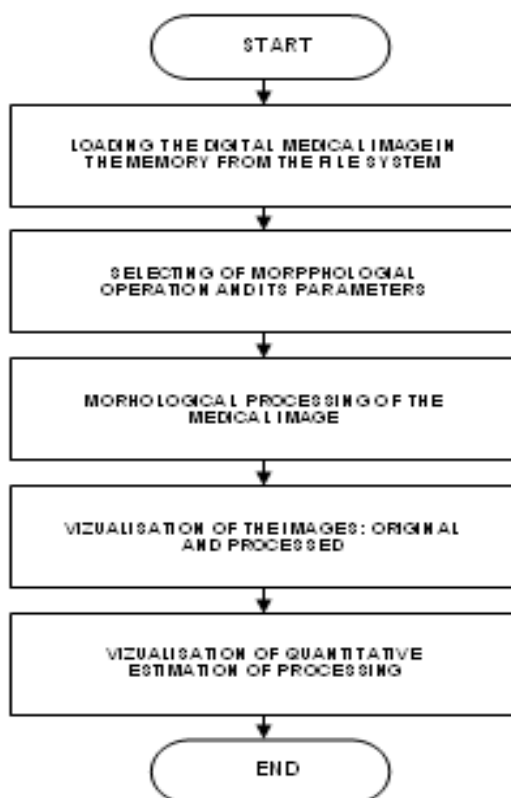 START
LOADING THE DIGITAL MEDICAL IMAGE IN
THE MEMORY FROM THE FILE SYSTEM
SELECTING OF MORPPHOLOGIAL
OPERATION AND ITS PARAMETERS
MORHOLOGICAL PROCESSING OF THE
MEDICAL IMAGE
VIZUALISATION OF THE IMAGES: ORIGINAL
AND PROCESSED
VIZUALISATION OF QUANTITATIVE
ESTIMATION OF PROCESSING
END